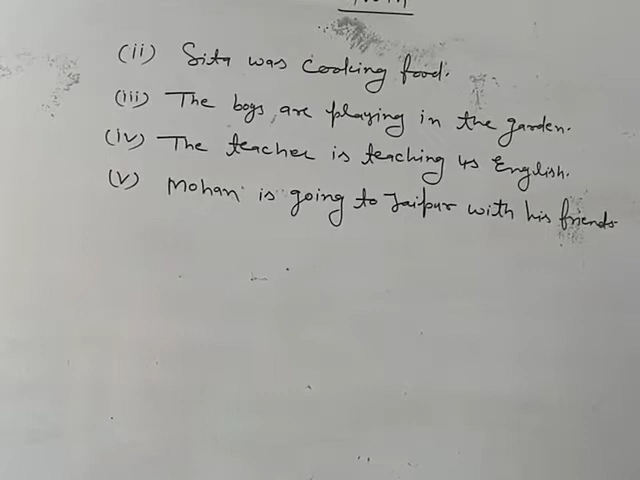 (ii) Sita was cooking food.
(iii) The boys are playing in the garden.
(iv) The teacher is teaching us English.
(v) Mohan is going to Jaipur with his friends